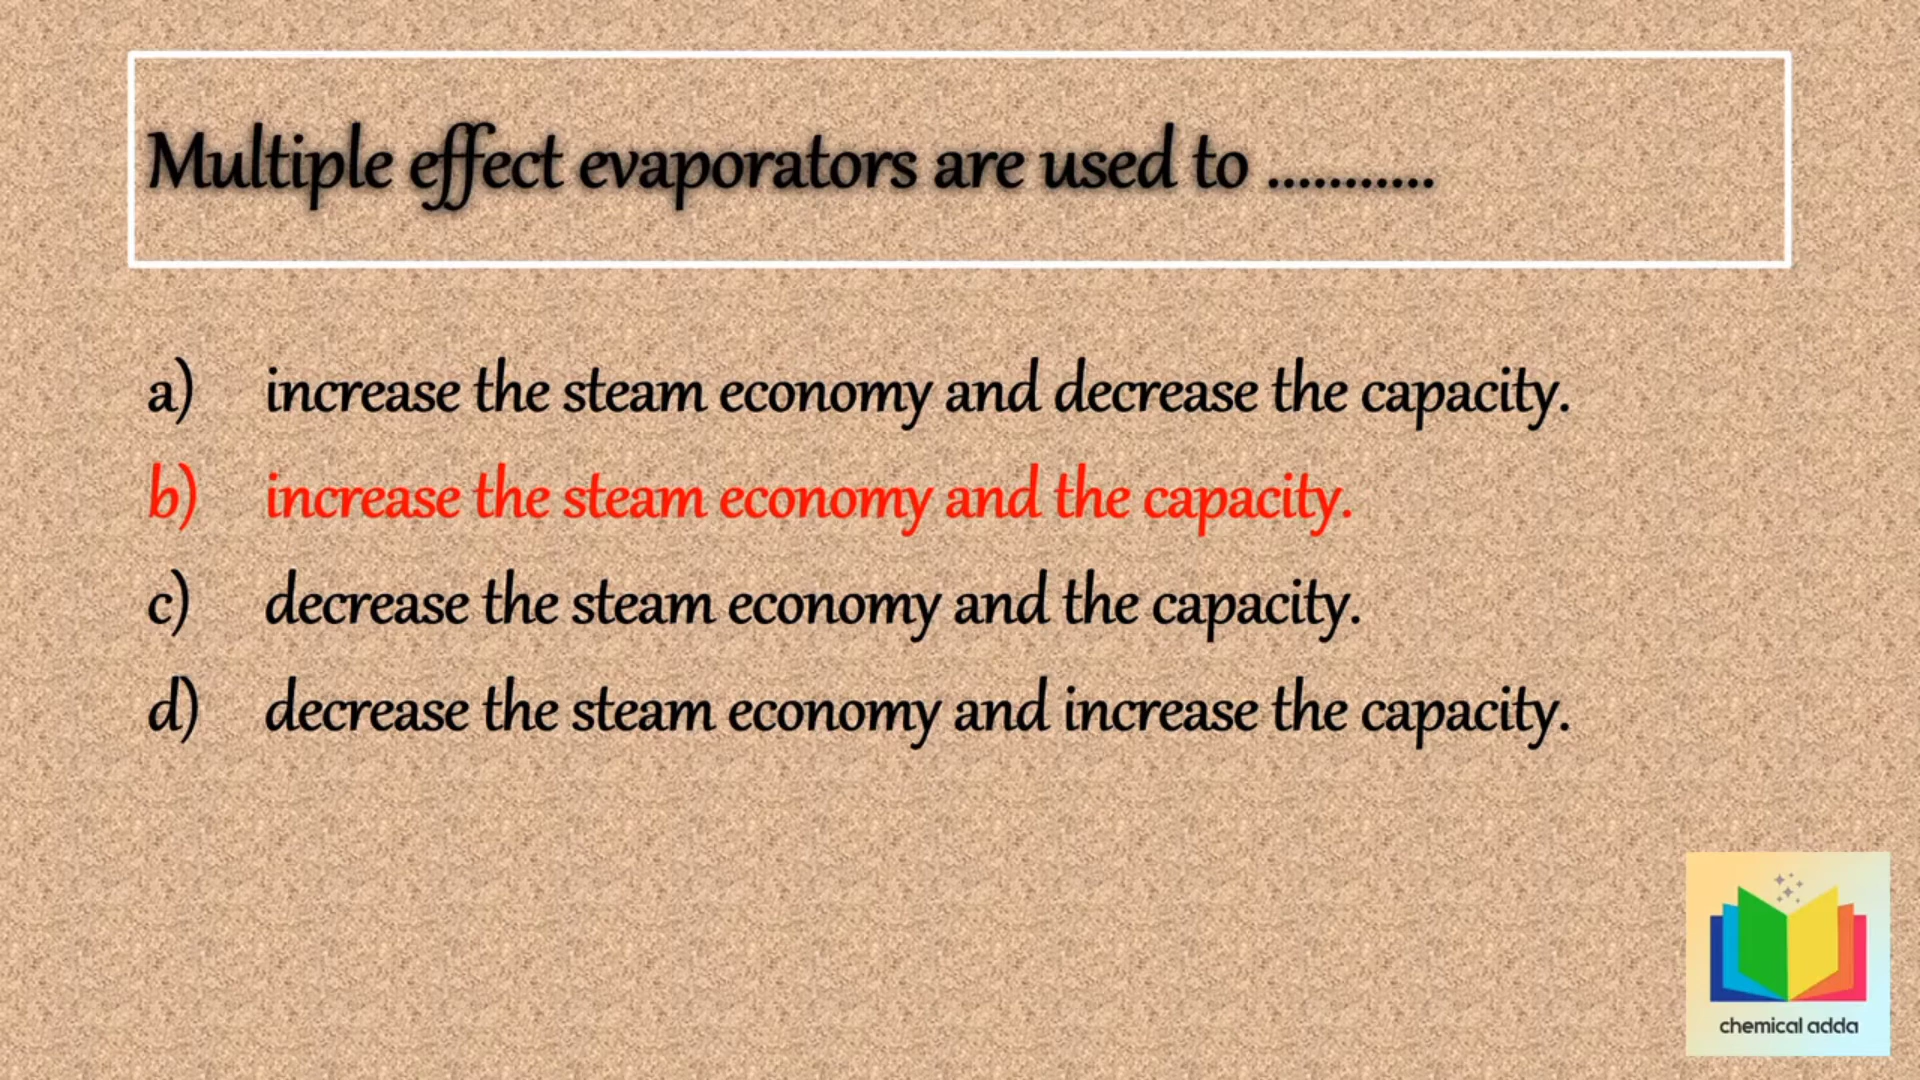 Multiple effect evaporators are used to ...........
a) increase the steam economy and decrease the capacity.
b) increase the steam economy and the capacity.
c) decrease the steam economy and the capacity.
d) decrease the steam economy and increase the capacity.
chemical adda